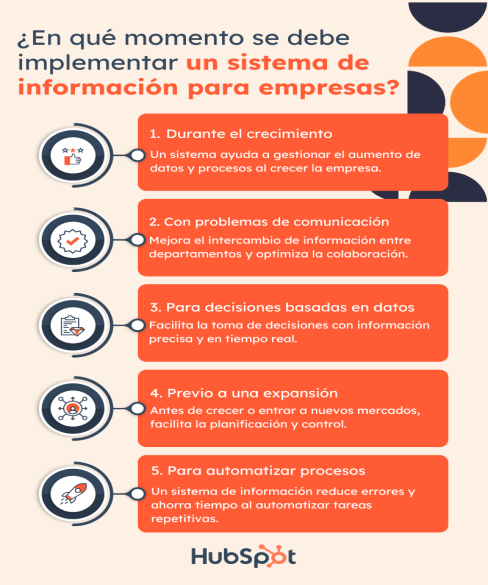 ¿En qué momento se debe
implementar un sistema de
información para empresas?
1. Durante el crecimiento
Un sistema ayuda a gestionar el aumento de
datos y procesos al crecer la empresa.
2. Con problemas de comunicación
Mejora el intercambio de información entre
departamentos y optimiza la colaboración.
3. Para decisiones basadas en datos
Facilita la toma de decisiones con información
precisa y en tiempo real.
4. Previo a una expansión
Antes de crecer o entrar a nuevos mercados,
facilita la planificación y control.
5. Para automatizar procesos
Un sistema de información reduce errores y
ahorra tiempo al automatizar tareas
repetitivas.
HubSpot